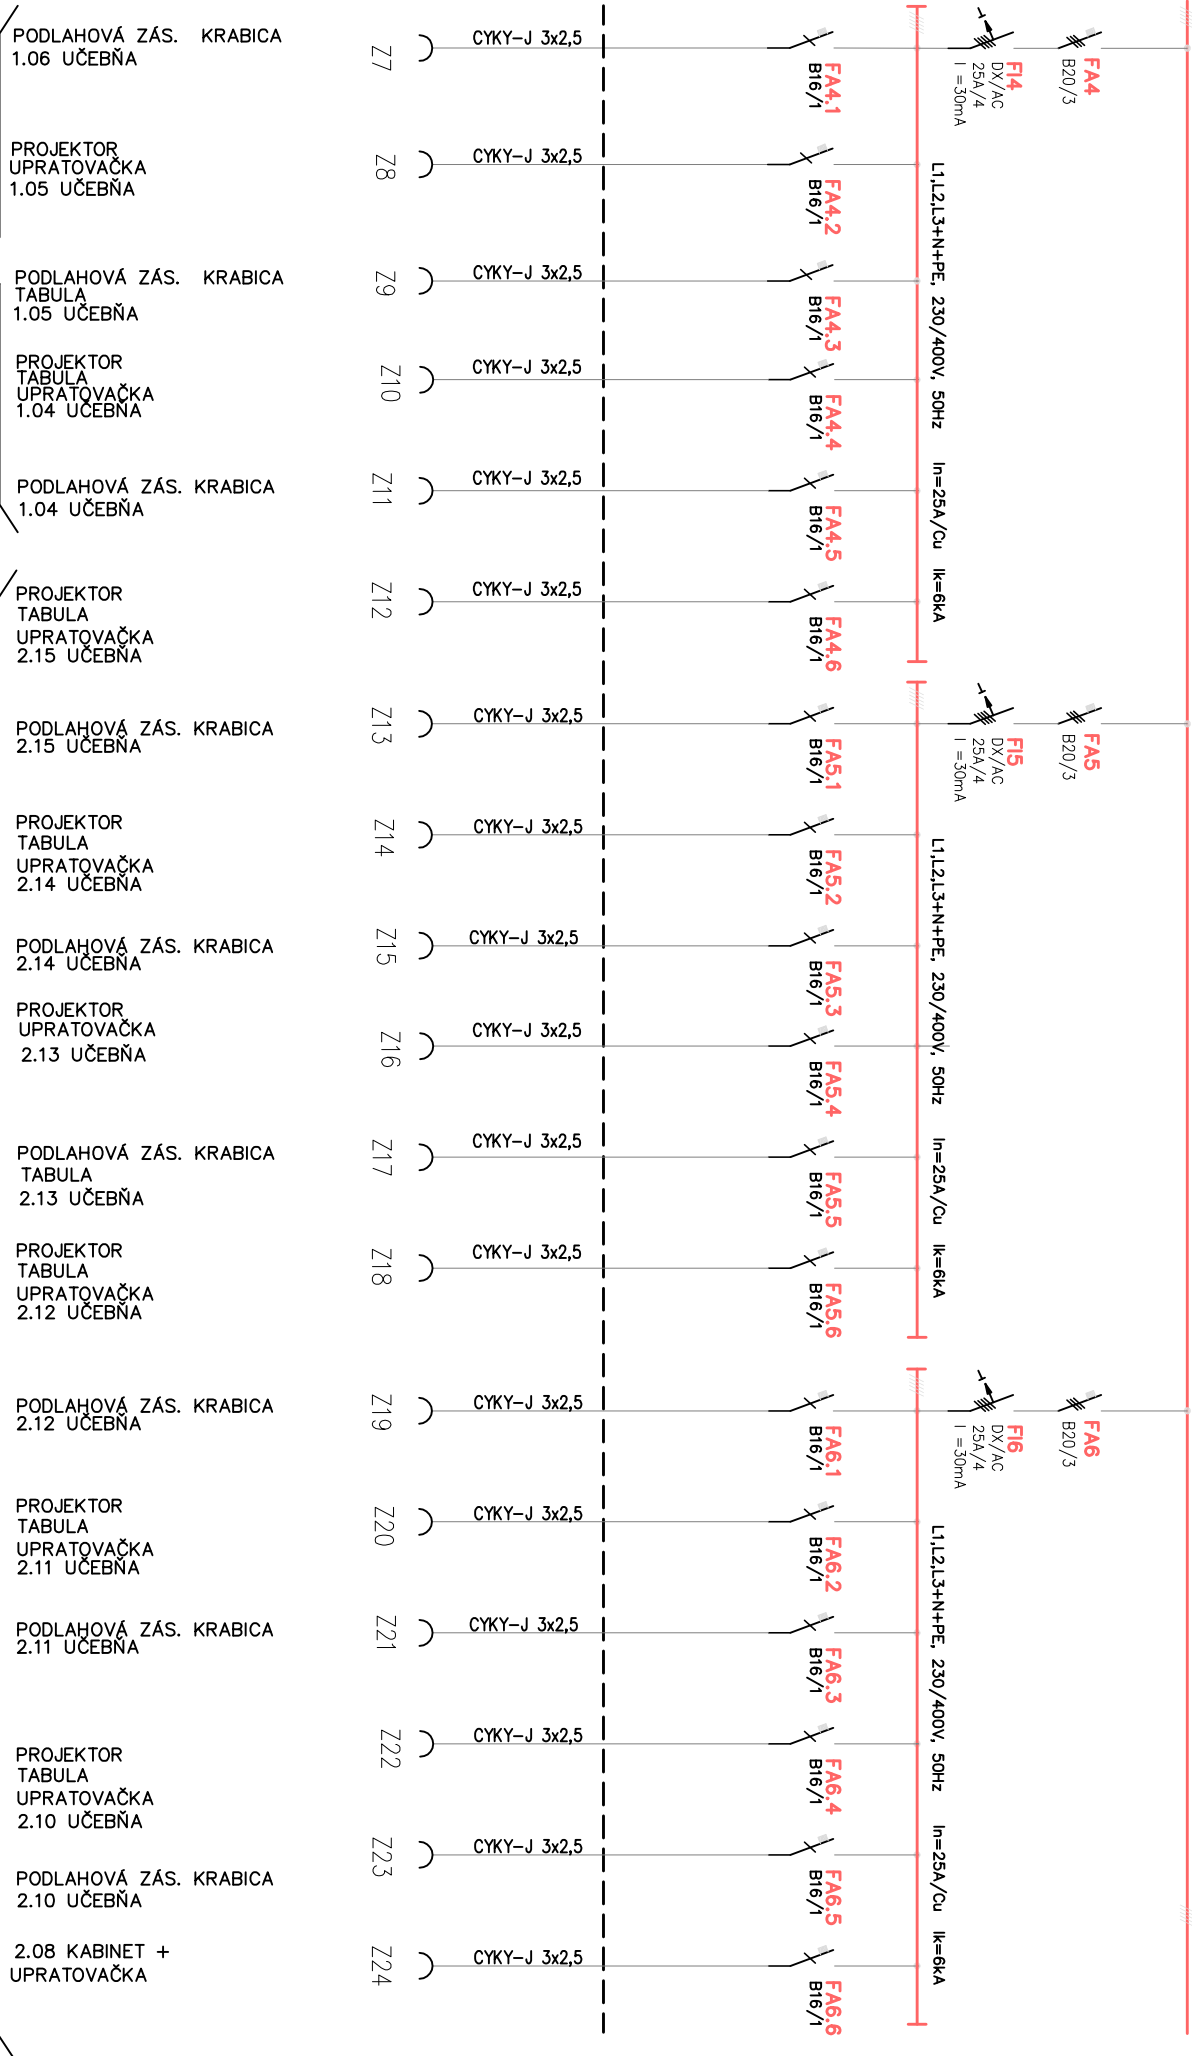 PODLAHOVÁ ZÁS. KRABICA
1.06 UČEBŇA
Z7
CYKY-J 3x2,5
FA4.1
B16/1
FI4
DX/AC
25A/4
I =30mA
FA4
B20/3
L1,L2,L3+N+PE, 230/400V, 50Hz In=25A/Cu Ik=6kA
PROJEKTOR
UPRATOVAČKA
1.05 UČEBŇA
Z8
CYKY-J 3x2,5
FA4.2
B16/1
PODLAHOVÁ ZÁS. KRABICA
TABULA
1.05 UČEBŇA
Z9
CYKY-J 3x2,5
FA4.3
B16/1
PROJEKTOR
TABULA
UPRATOVAČKA
1.04 UČEBŇA
Z10
CYKY-J 3x2,5
FA4.4
B16/1
PODLAHOVÁ ZÁS. KRABICA
1.04 UČEBŇA
Z11
CYKY-J 3x2,5
FA4.5
B16/1
PROJEKTOR
TABULA
UPRATOVAČKA
2.15 UČEBŇA
Z12
CYKY-J 3x2,5
FA4.6
B16/1
PODLAHOVÁ ZÁS. KRABICA
2.15 UČEBŇA
Z13
CYKY-J 3x2,5
FA5.1
B16/1
FI5
DX/AC
25A/4
I =30mA
FA5
B20/3
L1,L2,L3+N+PE, 230/400V, 50Hz In=25A/Cu Ik=6kA
PROJEKTOR
TABULA
UPRATOVAČKA
2.14 UČEBŇA
Z14
CYKY-J 3x2,5
FA5.2
B16/1
PODLAHOVÁ ZÁS. KRABICA
2.14 UČEBŇA
Z15
CYKY-J 3x2,5
FA5.3
B16/1
PROJEKTOR
UPRATOVAČKA
2.13 UČEBŇA
Z16
CYKY-J 3x2,5
FA5.4
B16/1
PODLAHOVÁ ZÁS. KRABICA
TABULA
2.13 UČEBŇA
Z17
CYKY-J 3x2,5
FA5.5
B16/1
PROJEKTOR
TABULA
UPRATOVAČKA
2.12 UČEBŇA
Z18
CYKY-J 3x2,5
FA5.6
B16/1
PODLAHOVÁ ZÁS. KRABICA
2.12 UČEBŇA
Z19
CYKY-J 3x2,5
FA6.1
B16/1
FI6
DX/AC
25A/4
I =30mA
FA6
B20/3
L1,L2,L3+N+PE, 230/400V, 50Hz In=25A/Cu Ik=6kA
PROJEKTOR
TABULA
UPRATOVAČKA
2.11 UČEBŇA
Z20
CYKY-J 3x2,5
FA6.2
B16/1
PODLAHOVÁ ZÁS. KRABICA
2.11 UČEBŇA
Z21
CYKY-J 3x2,5
FA6.3
B16/1
PROJEKTOR
TABULA
UPRATOVAČKA
2.10 UČEBŇA
Z22
CYKY-J 3x2,5
FA6.4
B16/1
PODLAHOVÁ ZÁS. KRABICA
2.10 UČEBŇA
Z23
CYKY-J 3x2,5
FA6.5
B16/1
2.08 KABINET +
UPRATOVAČKA
Z24
CYKY-J 3x2,5
FA6.6
B16/1